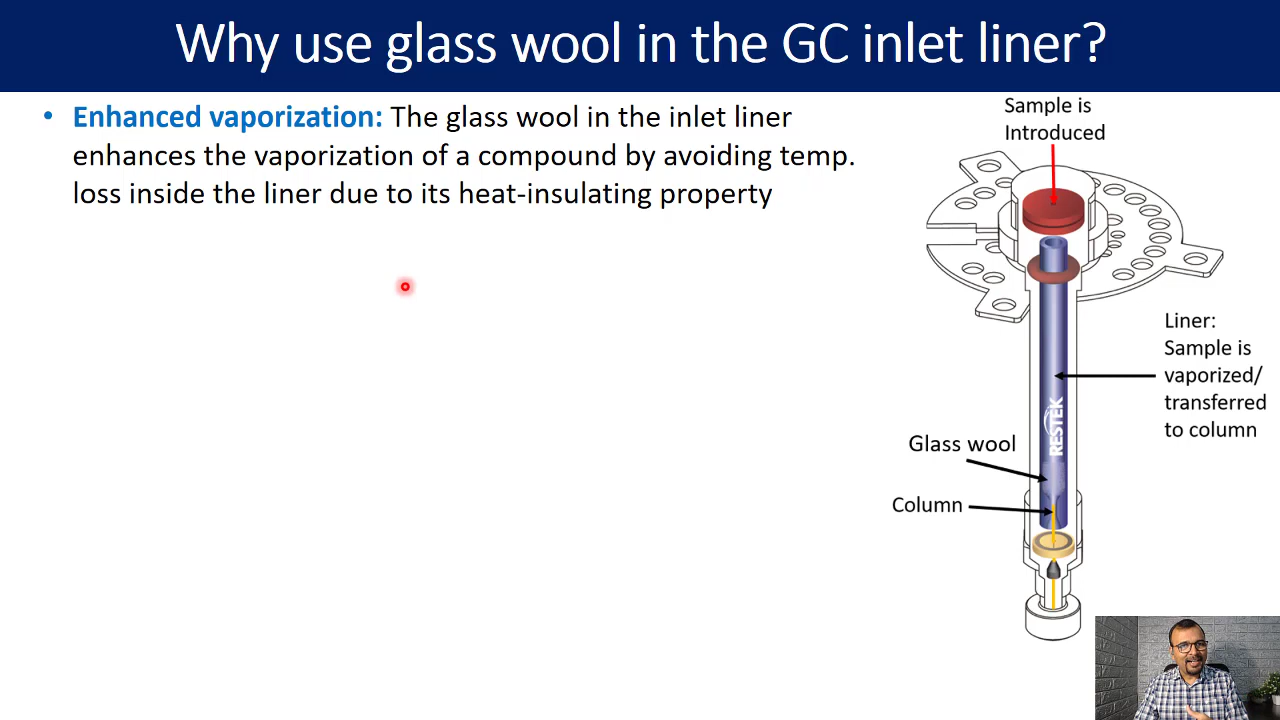 Why use glass wool in the GC inlet liner?
• Enhanced vaporization: The glass wool in the inlet liner
enhances the vaporization of a compound by avoiding temp.
loss inside the liner due to its heat-insulating property
Sample is
Introduced
Liner:
Sample is
vaporized/
transferred
to column
RESTEK
Glass wool
Column